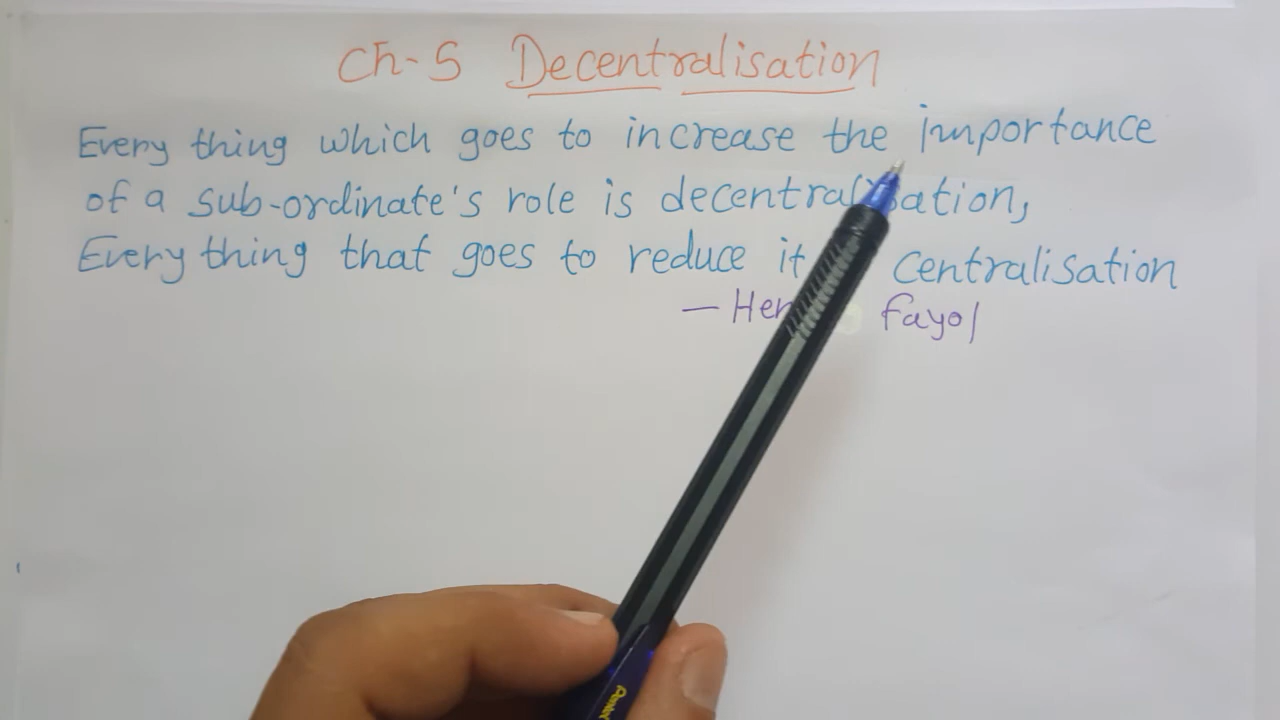 Ch-5 Decentralisation
Every thing which goes to increase the importance
of a sub-ordinate's role is decentralisation,
Every thing that goes to reduce it centralisation
— Fayol